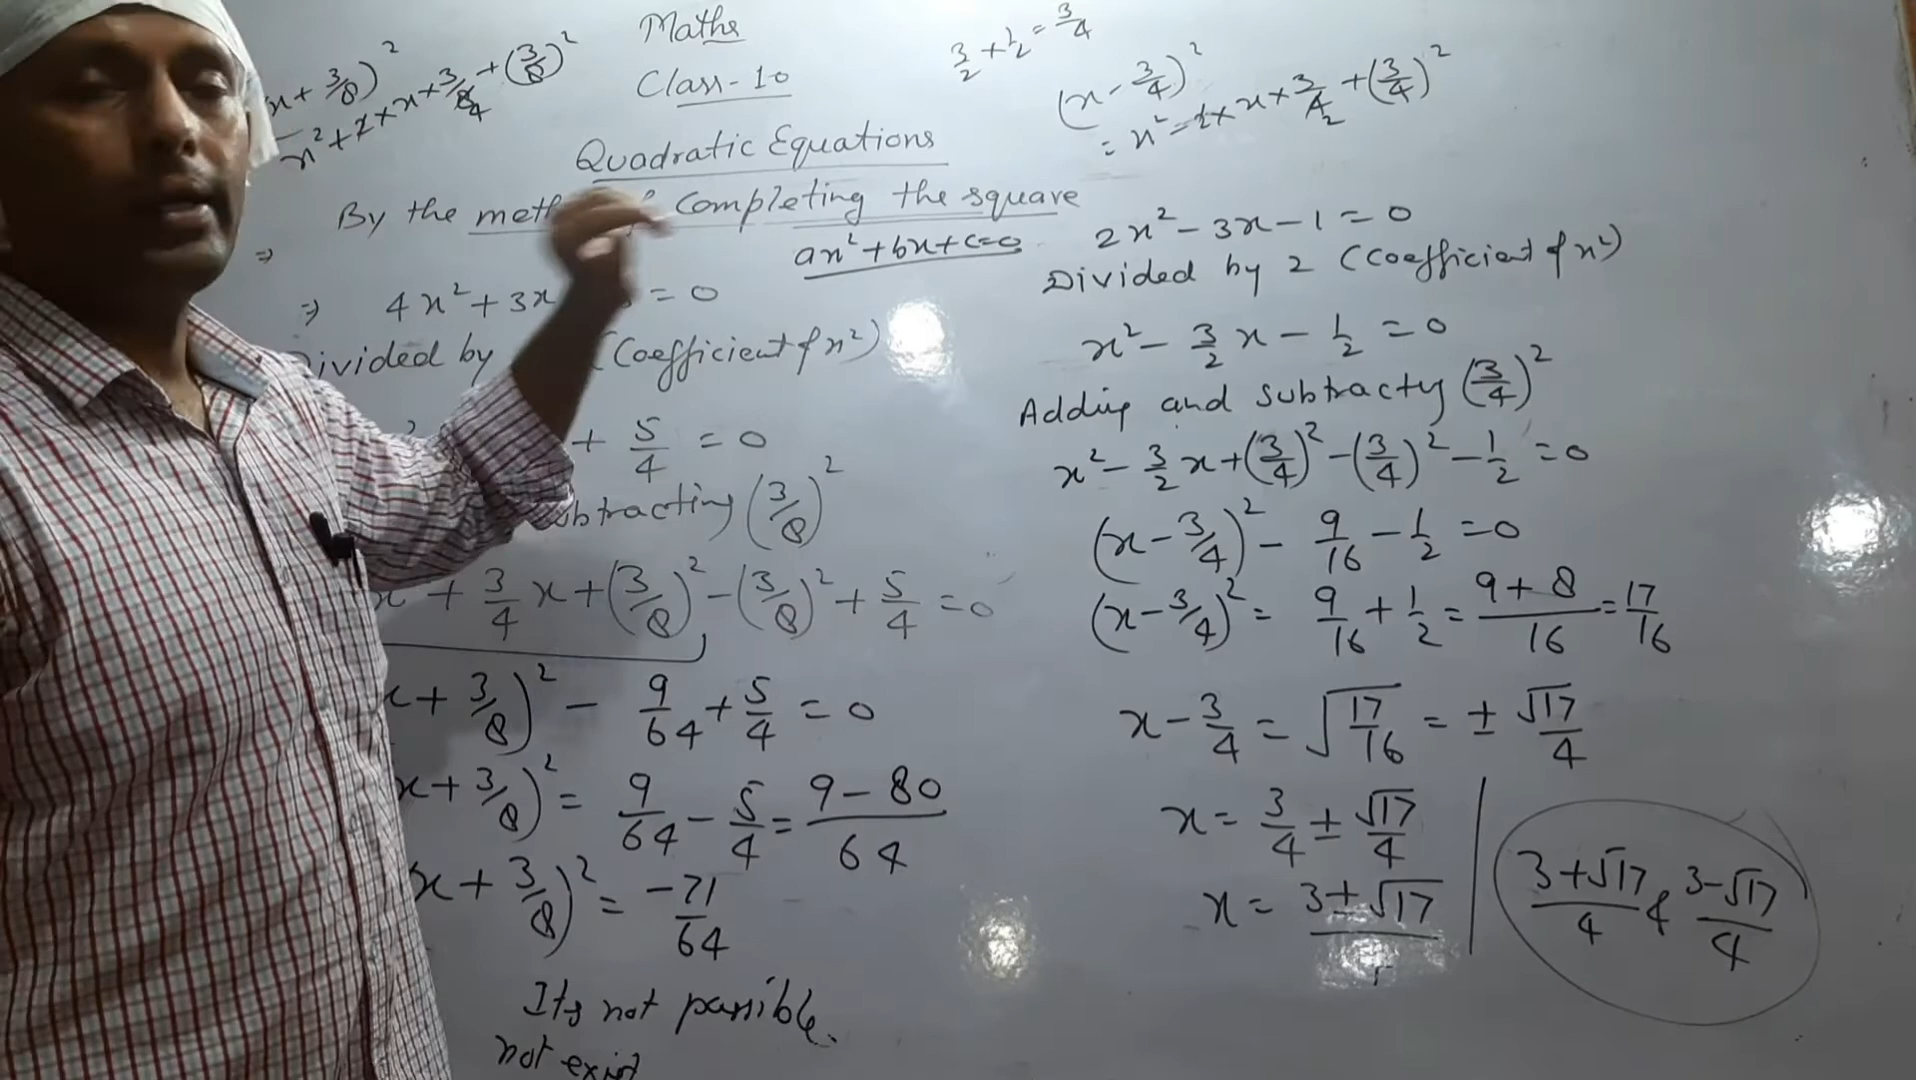 Maths
Class-10
Quadratic Equations
By the meth completing the square
ax²+bx+c=0
x + 3/8)²
x²+2×x×3/8 4+(3/8)²
3/2 + 1/2 = 3/4
(x - 3/4)²
= x² - 2×x×3/4 2 + (3/4)²
⇒
⇒ 4x² + 3x = 0
ivided by (Coefficient of x²)
² + 5/4 = 0
btracting (3/8)²
x + 3/4 x + (3/8)² - (3/8)² + 5/4 = 0
x + 3/8)² - 9/64 + 5/4 = 0
x + 3/8)² = 9/64 - 5/4 = 9-80/64
x + 3/8)² = -71/64
Its not possible.
not exist
2x² - 3x - 1 = 0
Divided by 2 (Coefficient of x²)
x² - 3/2 x - 1/2 = 0
Adding and subtracty (3/4)²
x² - 3/2 x + (3/4)² - (3/4)² - 1/2 = 0
(x - 3/4)² - 9/16 - 1/2 = 0
(x - 3/4)² = 9/16 + 1/2 = 9+8/16 = 17/16
x - 3/4 = √17/16 = ± √17/4
x = 3/4 ± √17/4
x = 3±√17
3+√17/4 & 3-√17/4